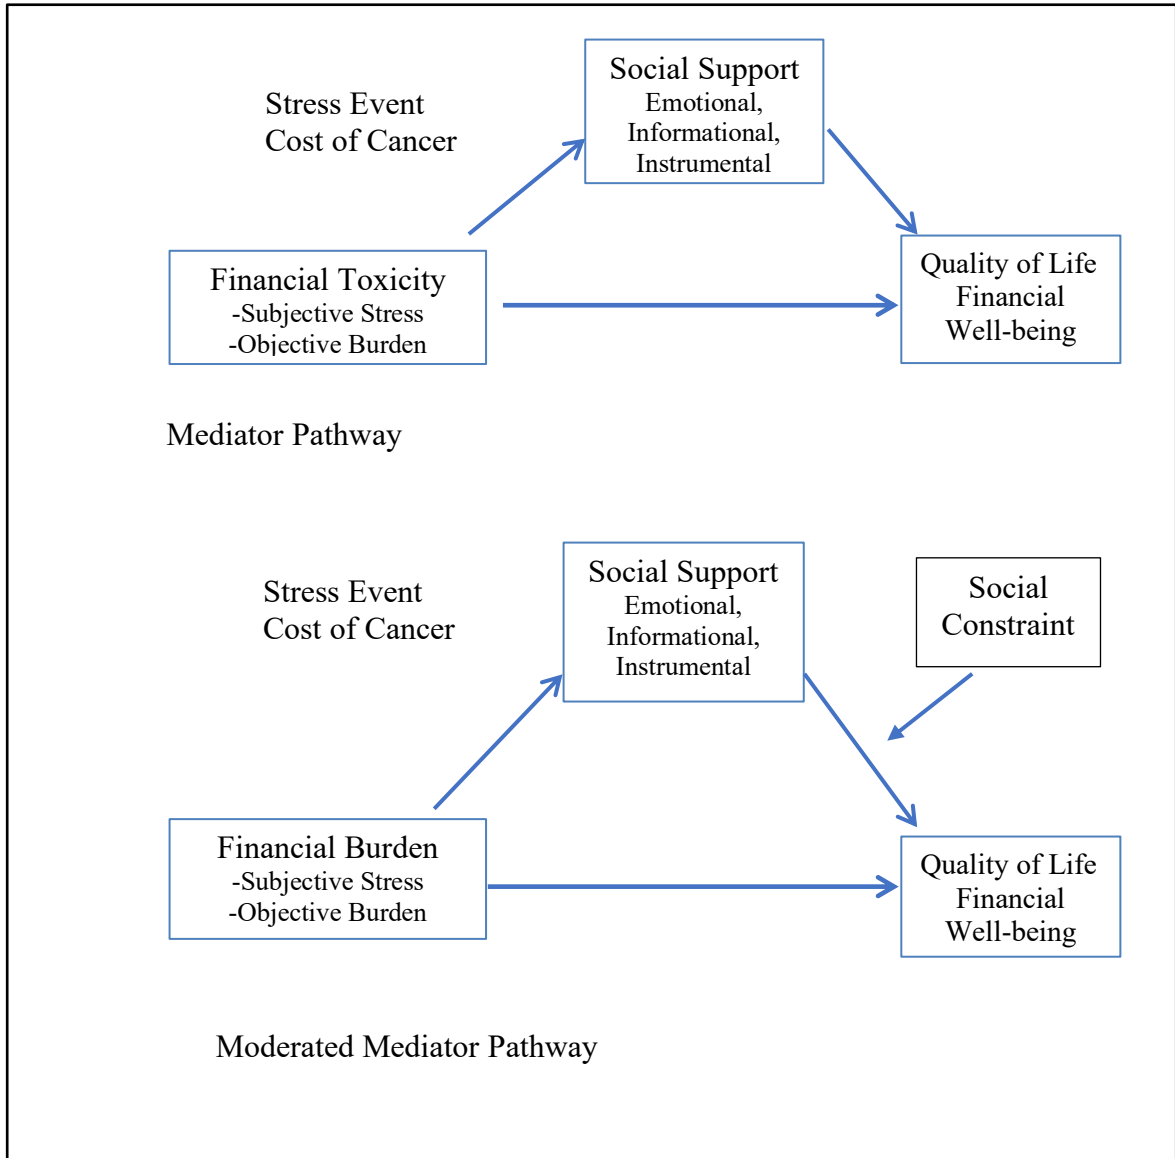 Social Support
Emotional,
Informational,
Instrumental
Stress Event
Cost of Cancer
Financial Toxicity
-Subjective Stress
-Objective Burden
Quality of Life
Financial
Well-being
Mediator Pathway
Social Support
Emotional,
Informational,
Instrumental
Social
Constraint
Stress Event
Cost of Cancer
Financial Burden
-Subjective Stress
-Objective Burden
Quality of Life
Financial
Well-being
Moderated Mediator Pathway